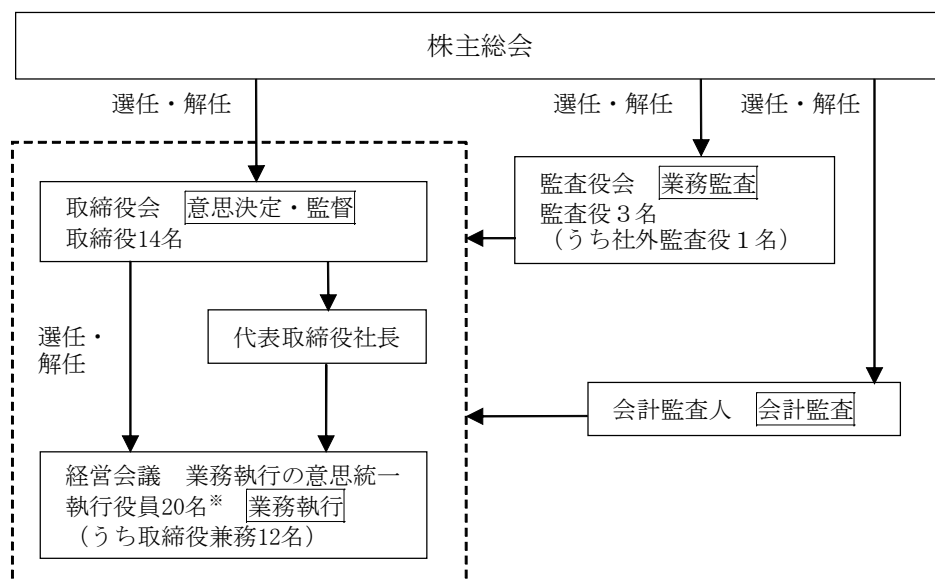 株主総会
選任・解任
選任・解任
選任・解任
取締役会 意思決定・監督
取締役14名
監査役会 業務監査
監査役3名
（うち社外監査役1名）
選任・
解任
代表取締役社長
会計監査人 会計監査
経営会議 業務執行の意思統一
執行役員20名※ 業務執行
（うち取締役兼務12名）